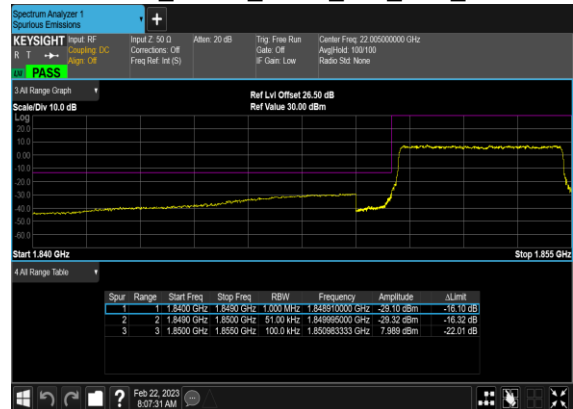 Spectrum Analyzer 1
Spurious Emissions
+
KEYSIGHT Input: RF Input Z: 50 Ω Atten: 20 dB Trig: Free Run Center Freq: 22.005000000 GHz
R T Coupling: DC Corrections: Off Gate: Off Avg|Hold: 100/100
Align: Off Freq Ref: Int (S) IF Gain: Low Radio Std: None
PASS
3 All Range Graph Ref Lvl Offset 26.50 dB
Scale/Div 10.0 dB Ref Value 30.00 dBm
Log
20.0
10.0
0.00
-10.0
-20.0
-30.0
-40.0
-50.0
-60.0
Start 1.840 GHz Stop 1.855 GHz
4 All Range Table
Spur Range Start Freq Stop Freq RBW Frequency Amplitude ΔLimit
1 1 1.8400 GHz 1.8490 GHz 1.000 MHz 1.848910000 GHz -29.10 dBm -16.10 dB
2 2 1.8490 GHz 1.8500 GHz 51.00 kHz 1.849995000 GHz -29.32 dBm -16.32 dB
3 3 1.8500 GHz 1.8550 GHz 100.0 kHz 1.850983333 GHz 7.989 dBm -22.01 dB
? Feb 22, 2023
8:07:31 AM